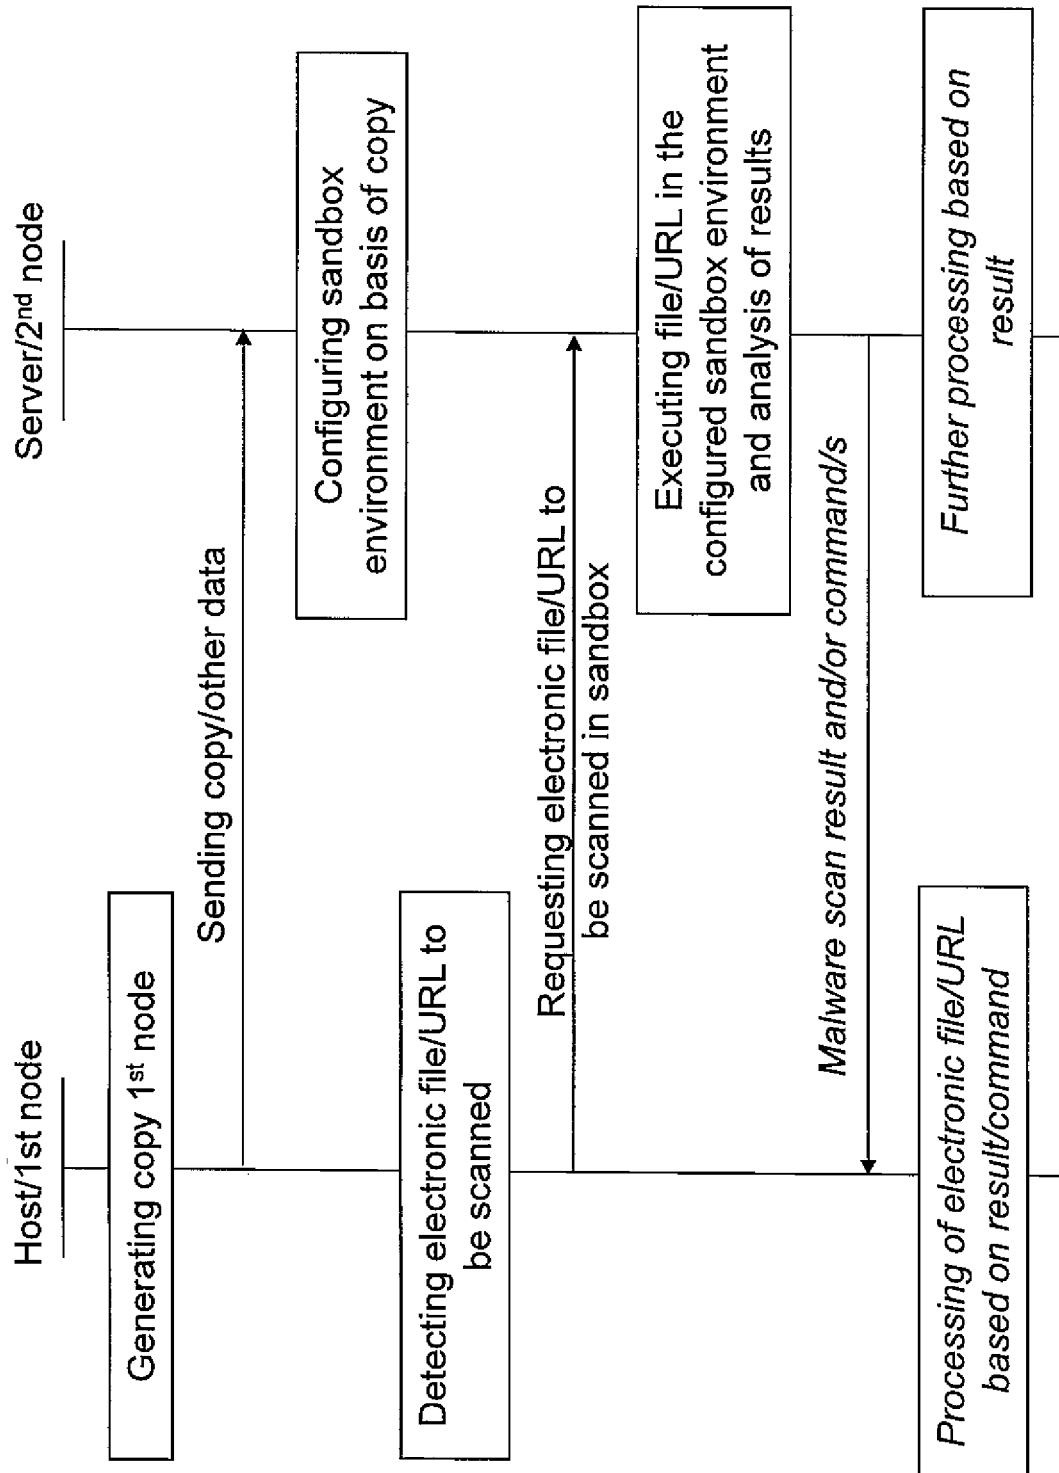 Host/1st node
Server/2nd node
Generating copy 1st node
Sending copy/other data
Configuring sandbox
environment on basis of copy
Detecting electronic file/URL to
be scanned
Requesting electronic file/URL to
be scanned in sandbox
Executing file/URL in the
configured sandbox environment
and analysis of results
Malware scan result and/or command/s
Processing of electronic file/URL
based on result/command
Further processing based on
result